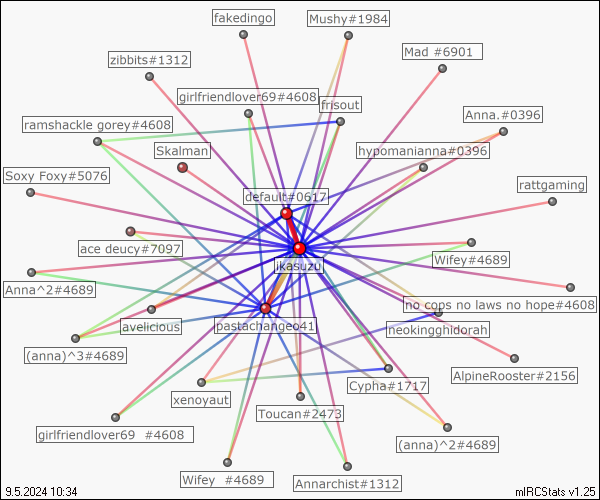 fakedingo
Mushy#1984
Mad #6901
zibbits#1312
girlfriendlover69#4608
frisout
Anna.#0396
ramshackle gorey#4608
Skalman
hypomanianna#0396
Soxy Foxy#5076
default#0617
rattgaming
ace deucy#7097
Wifey#4689
jkasuzu
Anna^2#4689
no cops no laws no hope#4608
avelicious
pastachangeo41
neokingghidorah
(anna)^3#4689
AlpineRooster#2156
Cypha#1717
xenoyaut
Toucan#2473
girlfriendlover69 #4608
(anna)^2#4689
Wifey #4689
Annarchist#1312
9.5.2024 10:34
mIRCStats v1.25